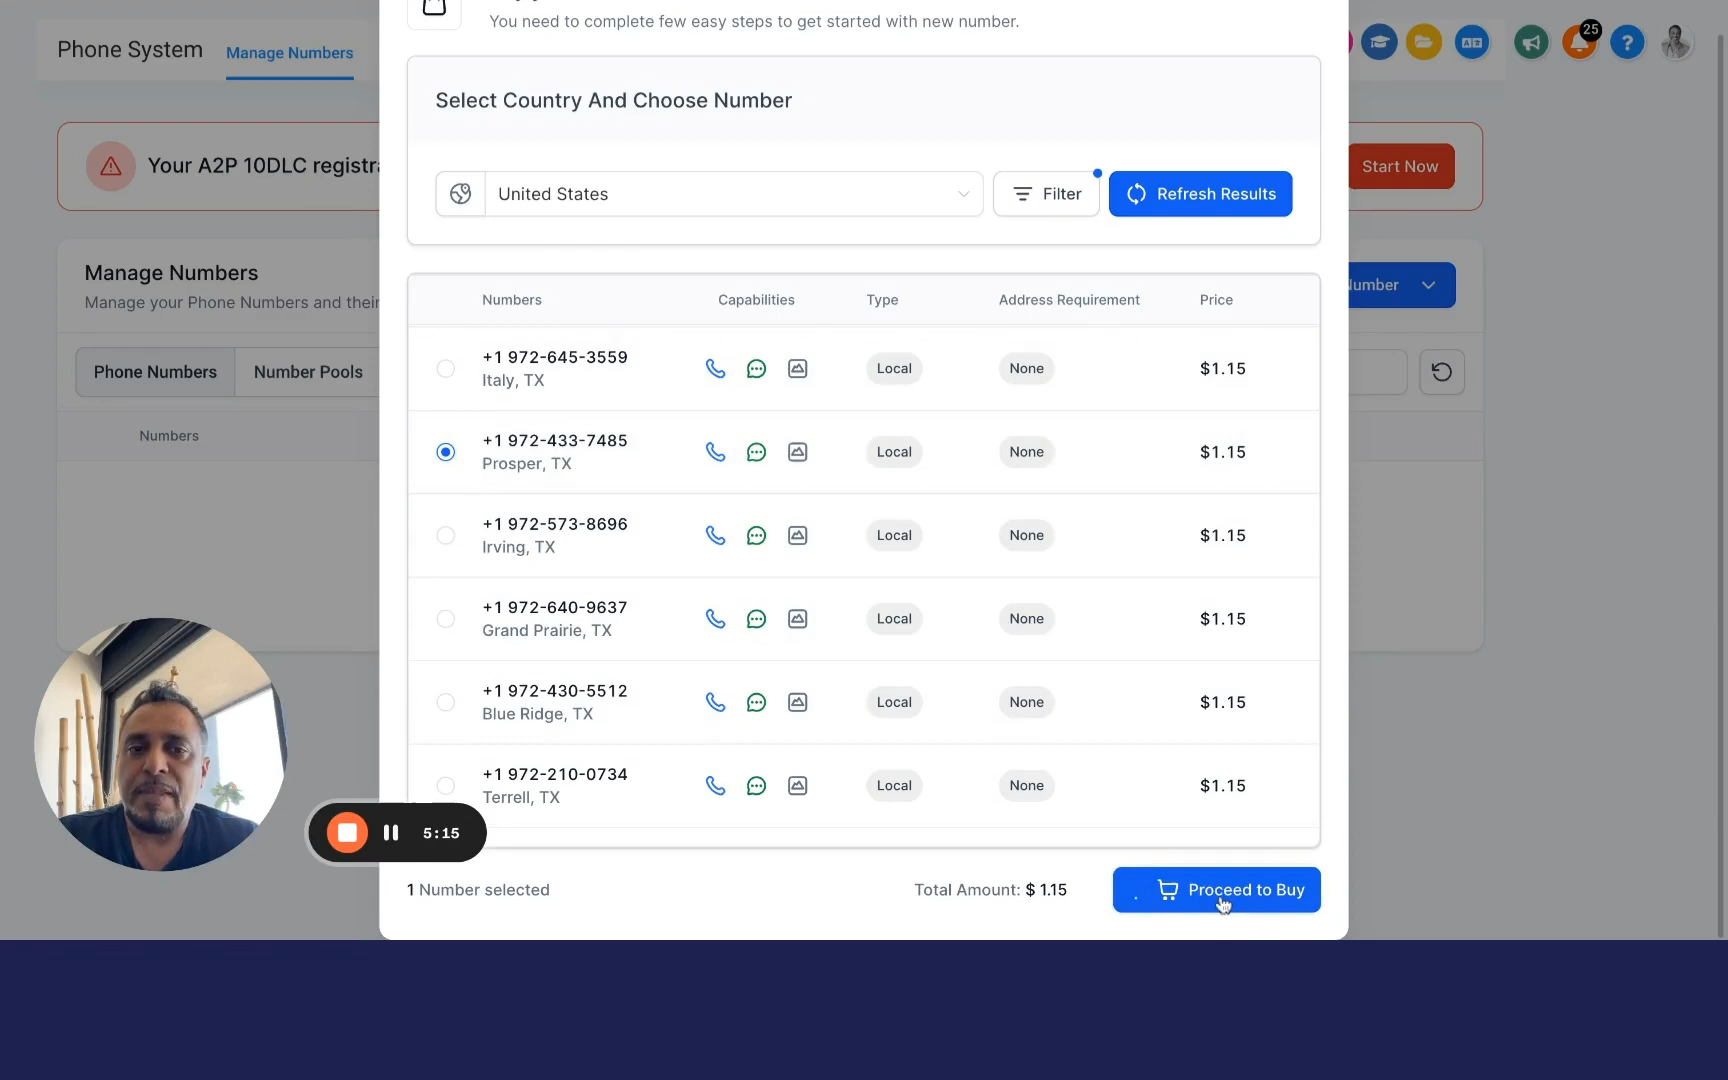 You need to complete few easy steps to get started with new number.
Phone System
Manage Numbers
25
Select Country And Choose Number
Your A2P 10DLC registra
Start Now
United States
Filter
Refresh Results
Manage Numbers
Manage your Phone Numbers and their
Number
Phone Numbers
Number Pools
Numbers
Numbers
Capabilities
Type
Address Requirement
Price
+1 972-645-3559
Italy, TX
Local
None
$1.15
+1 972-433-7485
Prosper, TX
Local
None
$1.15
+1 972-573-8696
Irving, TX
Local
None
$1.15
+1 972-640-9637
Grand Prairie, TX
Local
None
$1.15
+1 972-430-5512
Blue Ridge, TX
Local
None
$1.15
+1 972-210-0734
Terrell, TX
Local
None
$1.15
5:15
1 Number selected
Total Amount: $ 1.15
Proceed to Buy